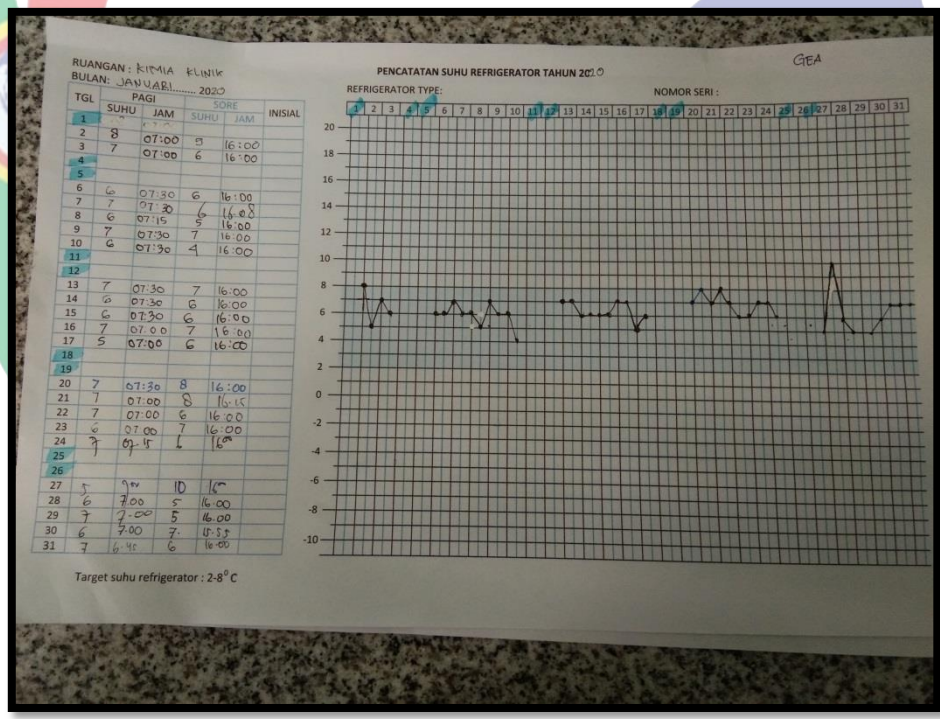 GEA
RUANGAN : KIMIA KLINIK
PENCATATAN SUHU REFRIGERATOR TAHUN 2020
BULAN: JANUARI......... 2020
REFRIGERATOR TYPE: NOMOR SERI :
TGL PAGI SORE INISIAL
SUHU JAM SUHU JAM
1 2 3 4 5 6 7 8 9 10 11 12 13 14 15 16 17 18 19 20 21 22 23 24 25 26 27 28 29 30 31
1
2 8 07:00 5 16:00
3 7 07:00 6 16:00
4
5
6 6 07:30 6 16:00
7 7 07:30 6 16.08
8 6 07:15 5 16:00
9 7 07:30 7 16:00
10 6 07:30 4 16:00
11
12
13 7 07:30 7 16:00
14 6 07:30 6 16:00
15 6 07:30 6 16:00
16 7 07:00 7 16:00
17 5 07:00 6 16:00
18
19
20 7 07:30 8 16:00
21 7 07:00 8 16.15
22 7 07:00 6 16:00
23 6 07.00 7 16:00
24 7 07.15 6 16⁰⁰
25
26
27 5 10
28 6 7.00 5 16.00
29 7 7.00 5 16.00
30 6 7.00 7. 15.55
31 7 6.45 6 16.00
20
18
16
14
12
10
8
6
4
2
0
-2
-4
-6
-8
-10
Target suhu refrigerator : 2-8⁰ C